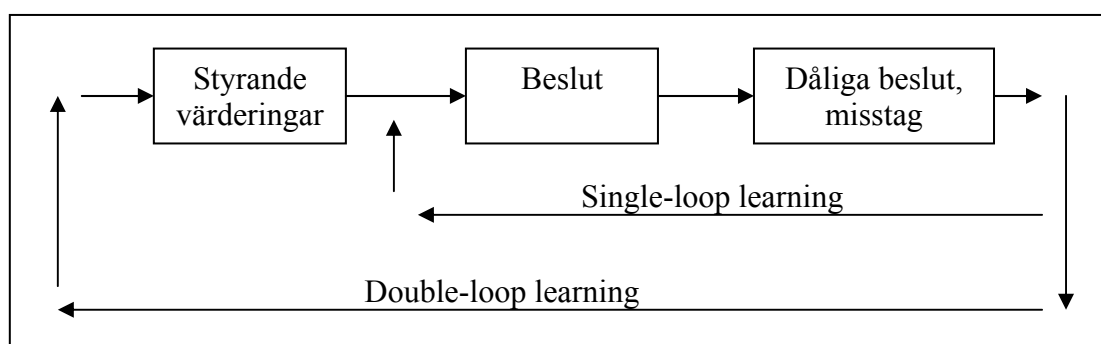 Styrande
värderingar
Beslut
Dåliga beslut,
misstag
Single-loop learning
Double-loop learning